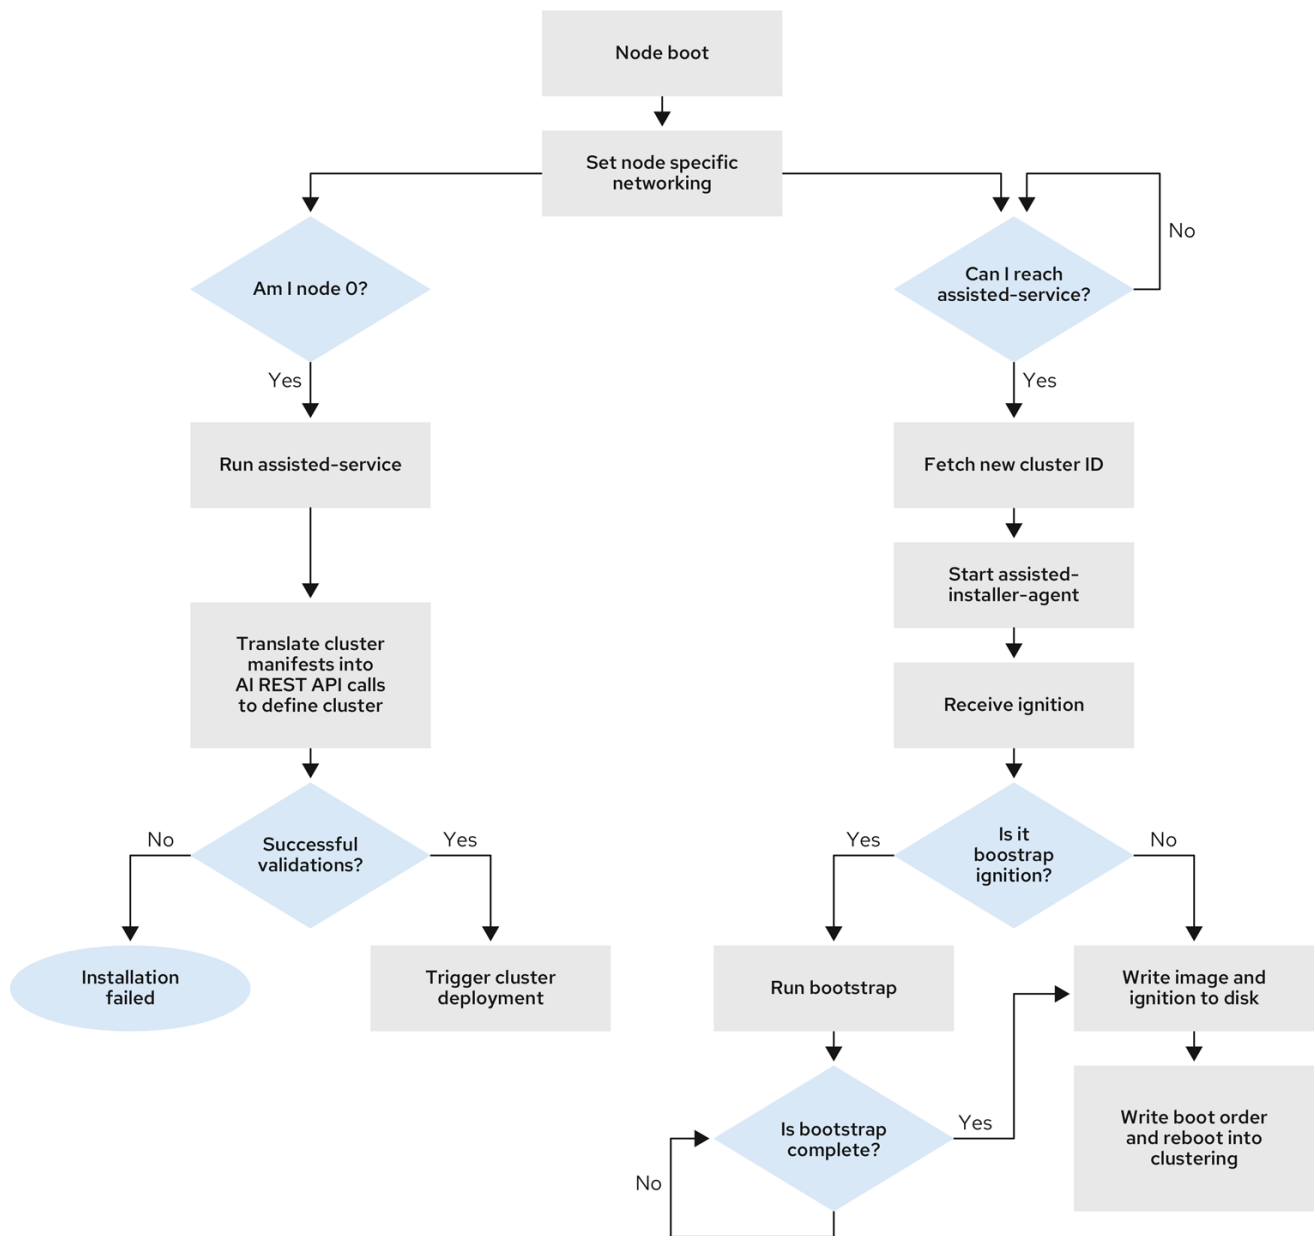 Node boot
Set node specific
networking
No
Am I node 0?
Can I reach
assisted-service?
Yes
Yes
Run assisted-service
Fetch new cluster ID
Start assisted-
installer-agent
Translate cluster
manifests into
AI REST API calls
to define cluster
Receive ignition
No
Successful
validations?
Yes
Yes
Is it
boostrap
ignition?
No
Installation
failed
Trigger cluster
deployment
Run bootstrap
Write image and
ignition to disk
Is bootstrap
complete?
Yes
No
Write boot order
and reboot into
clustering